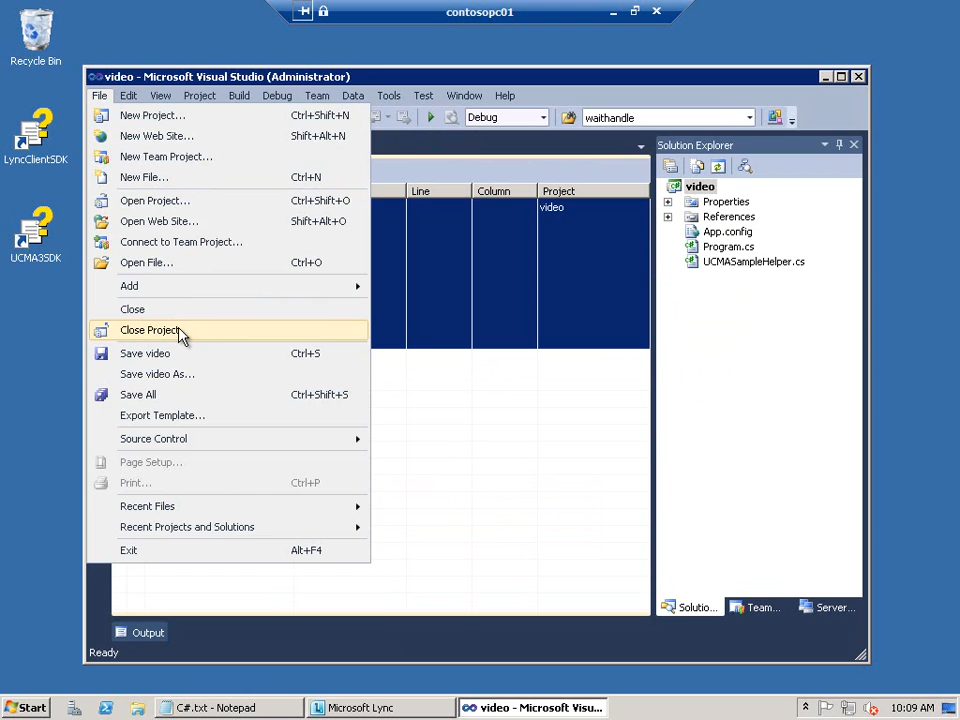 contosopc01
Recycle Bin
LyncClientSDK
UCMA3SDK
video - Microsoft Visual Studio (Administrator)
File Edit View Project Build Debug Team Data Tools Test Window Help
Debug
waithandle
New Project... Ctrl+Shift+N
New Web Site... Shift+Alt+N
New Team Project...
New File... Ctrl+N
Open Project... Ctrl+Shift+O
Open Web Site... Shift+Alt+O
Connect to Team Project...
Open File... Ctrl+O
Add
Close
Close Project
Save video Ctrl+S
Save video As...
Save All Ctrl+Shift+S
Export Template...
Source Control
Page Setup...
Print... Ctrl+P
Recent Files
Recent Projects and Solutions
Exit Alt+F4
Line Column Project
video
Solution Explorer
video
Properties
References
App.config
Program.cs
UCMASampleHelper.cs
Solutio... Team... Server...
Output
Ready
Start C#.txt - Notepad Microsoft Lync video - Microsoft Visu... 10:09 AM